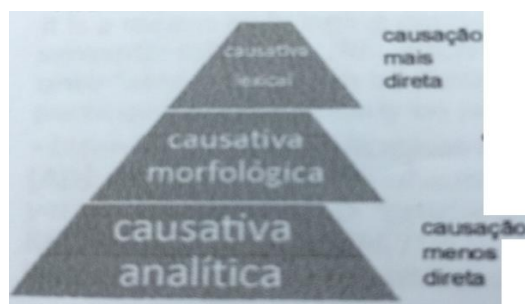 causativa
lexical
causação
mais
direta
causativa
morfológica
causativa
analítica
causação
menos
direta